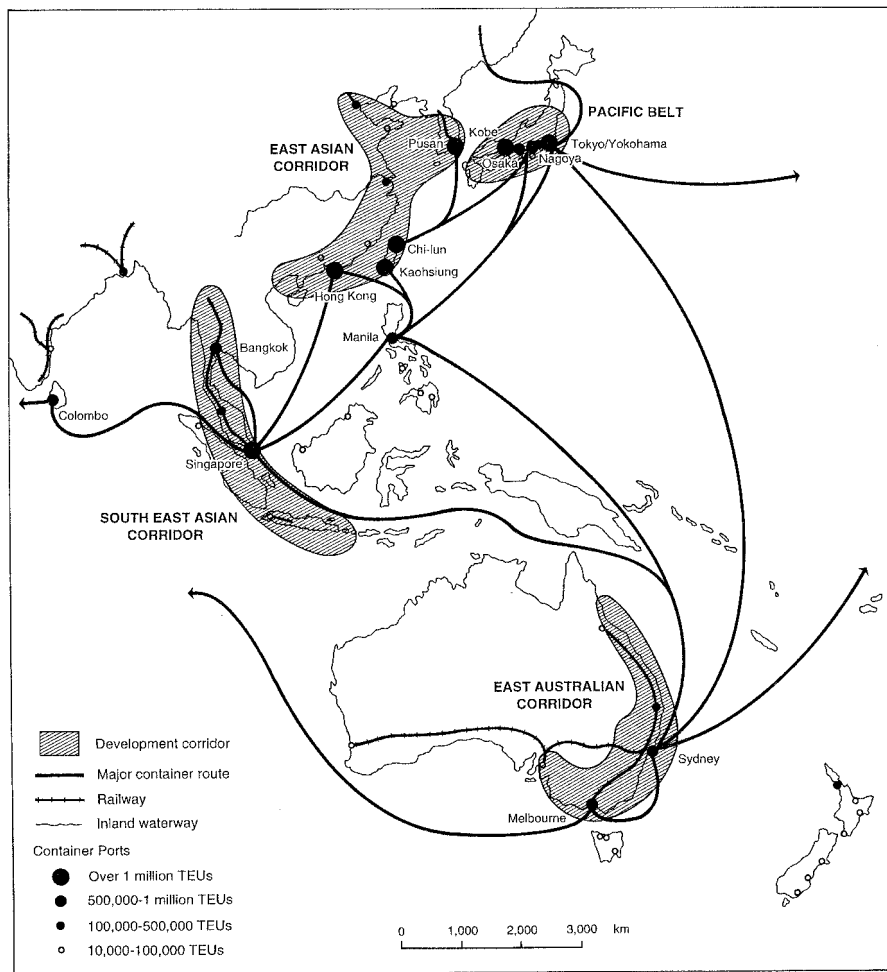 PACIFIC BELT
EAST ASIAN
CORRIDOR
Kobe
Pusan
Tokyo/Yokohama
Osaka
Nagoya
Chi-lun
Kaohsiung
Hong Kong
Manila
Bangkok
Colombo
Singapore
SOUTH EAST ASIAN
CORRIDOR
EAST AUSTRALIAN
CORRIDOR
Sydney
Melbourne
Development corridor
Major container route
Railway
Inland waterway
Container Ports
Over 1 million TEUs
500,000-1 million TEUs
100,000-500,000 TEUs
10,000-100,000 TEUs
0 1,000 2,000 3,000 km